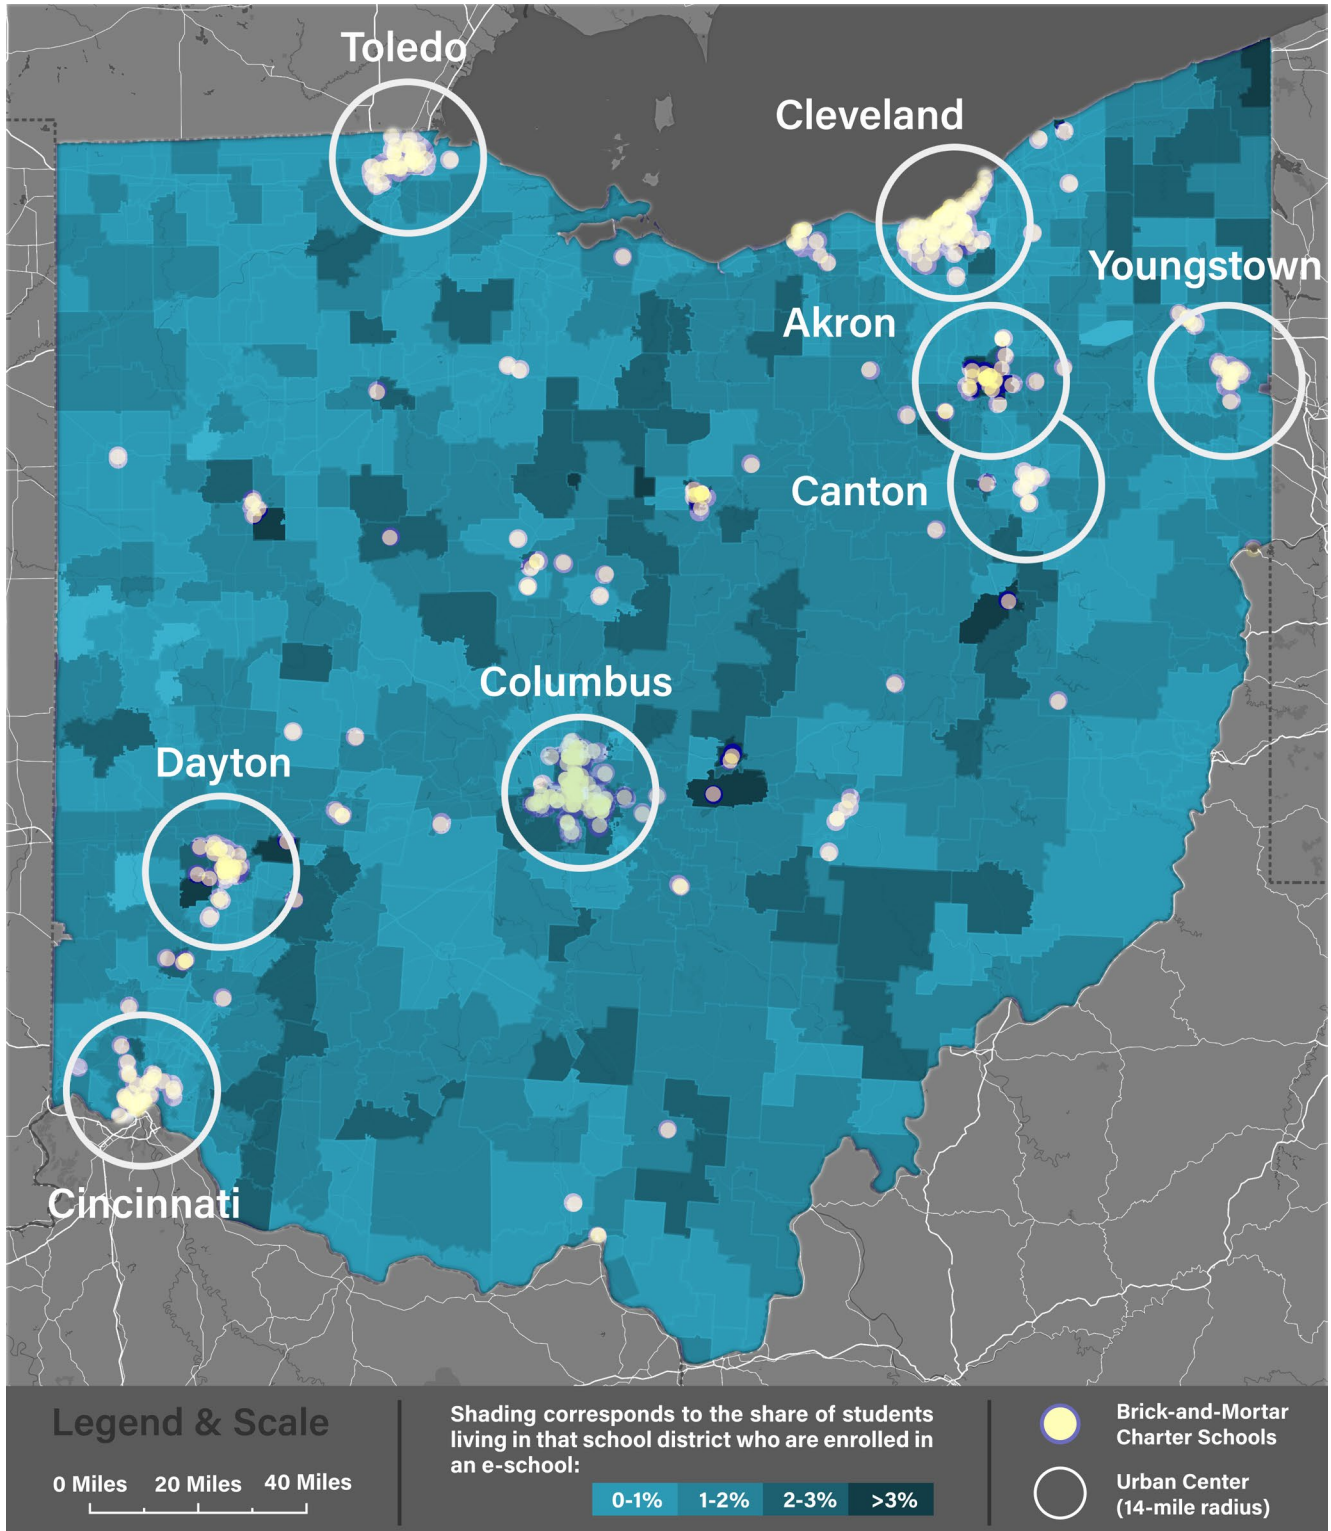 Toledo
Cleveland
Youngstown
Akron
Canton
Columbus
Dayton
Cincinnati
Legend & Scale
0 Miles
20 Miles
40 Miles
Shading corresponds to the share of students
living in that school district who are enrolled in
an e-school:
0-1%
1-2%
2-3%
>3%
Brick-and-Mortar
Charter Schools
Urban Center
(14-mile radius)